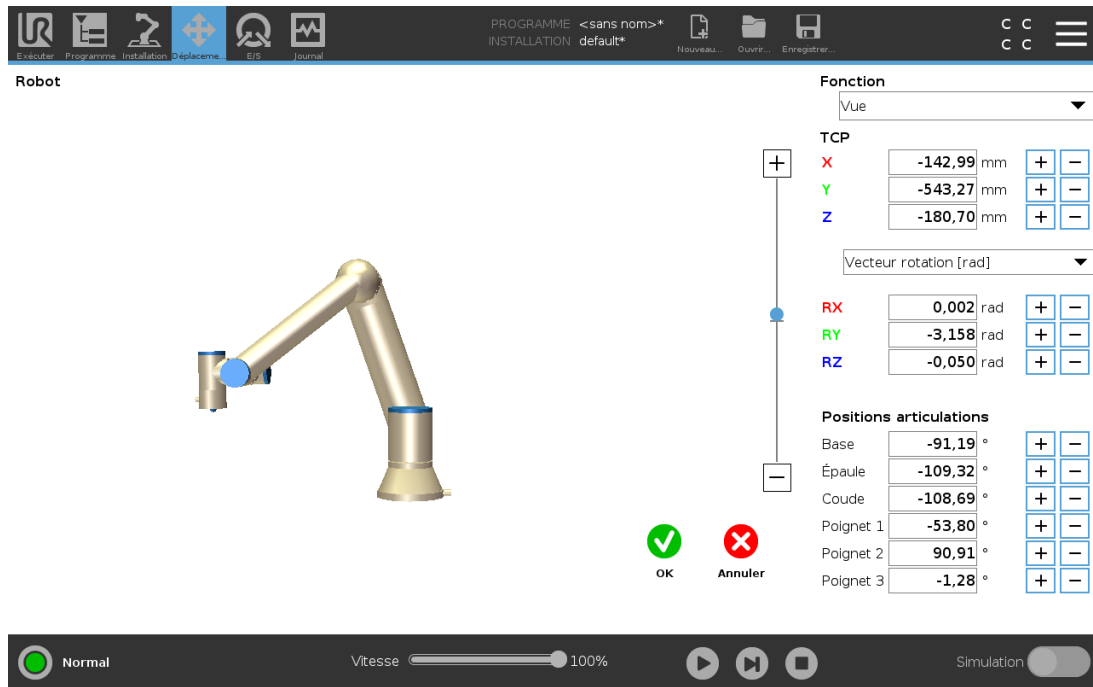 PROGRAMME <sans nom>*
INSTALLATION default*
C C
C C
Exécuter Programme Installation Déplaceme... E/S Journal Nouveau... Ouvrir... Enregistrer...
Robot
Fonction
Vue
TCP
X -142,99 mm + −
Y -543,27 mm + −
Z -180,70 mm + −
Vecteur rotation [rad]
RX 0,002 rad + −
RY -3,158 rad + −
RZ -0,050 rad + −
Positions articulations
Base -91,19 ° + −
Épaule -109,32 ° + −
Coude -108,69 ° + −
Poignet 1 -53,80 ° + −
Poignet 2 90,91 ° + −
Poignet 3 -1,28 ° + −
OK Annuler
Normal Vitesse 100% Simulation